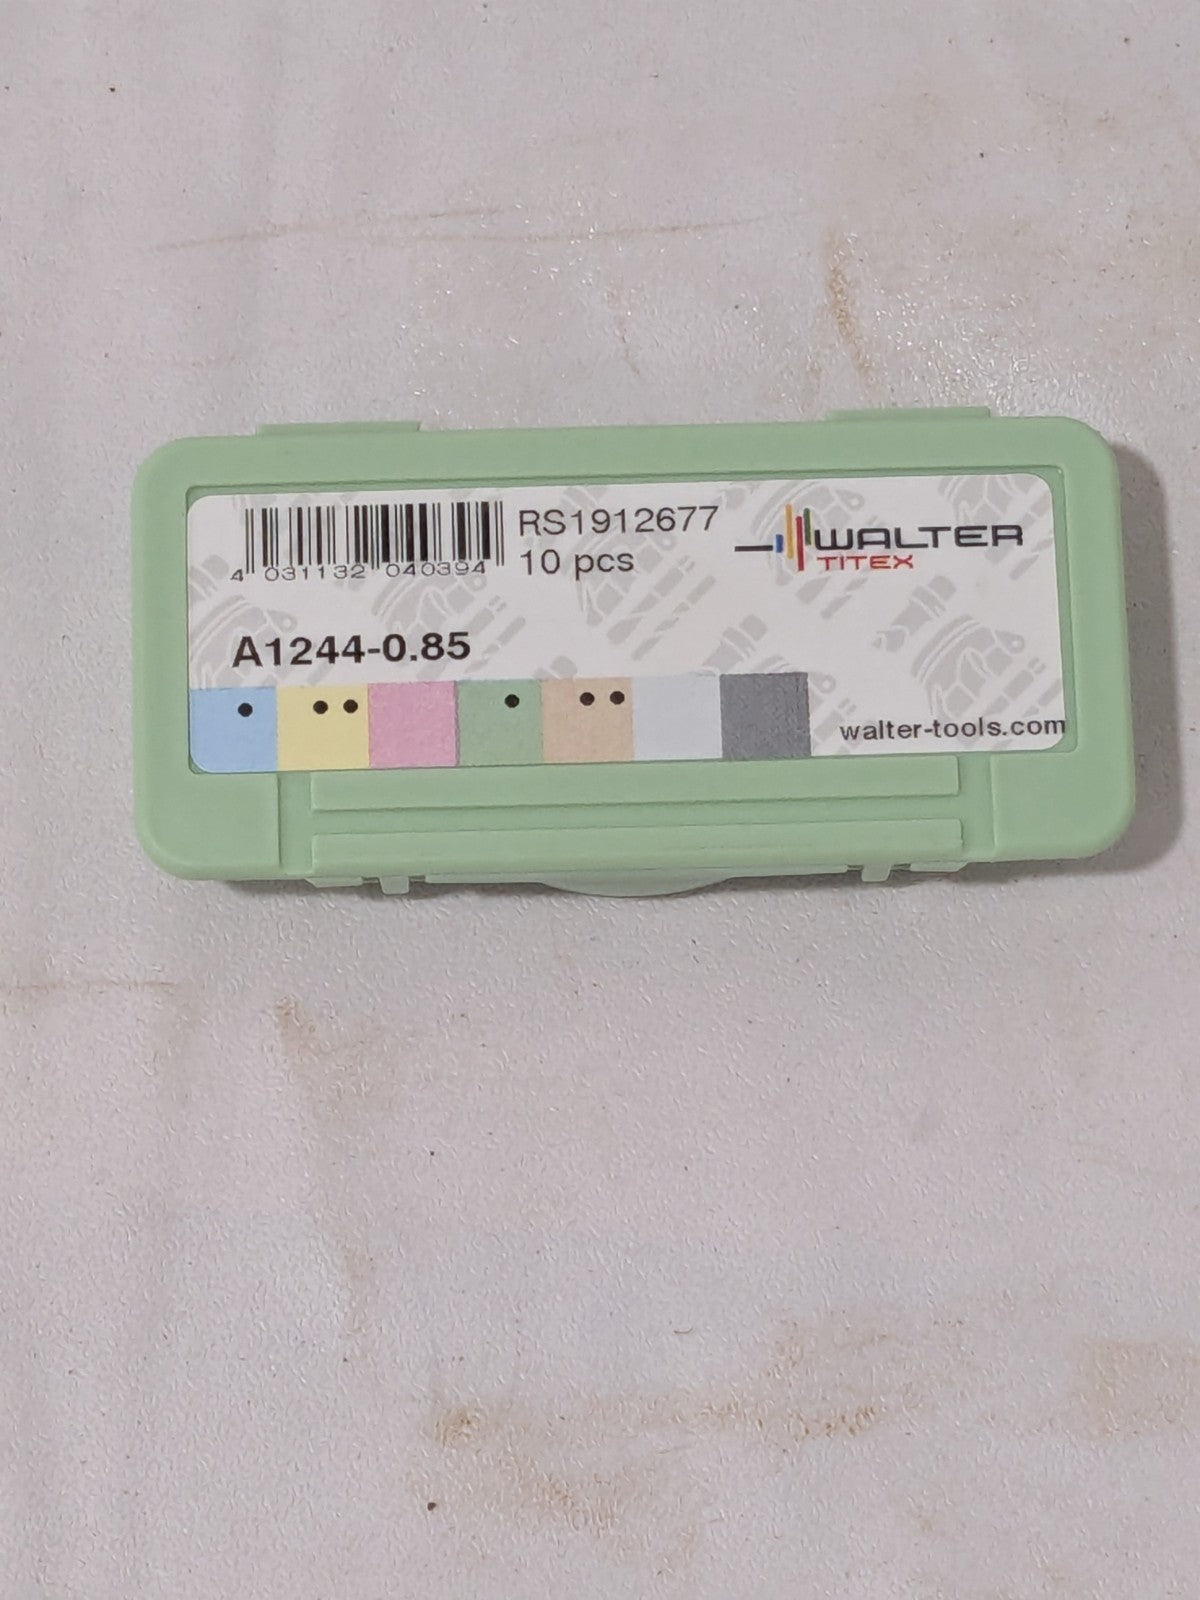 RS1912677
10 pcs
4 031132 040394
WALTER
TITEX
A1244-0.85
walter-tools.com